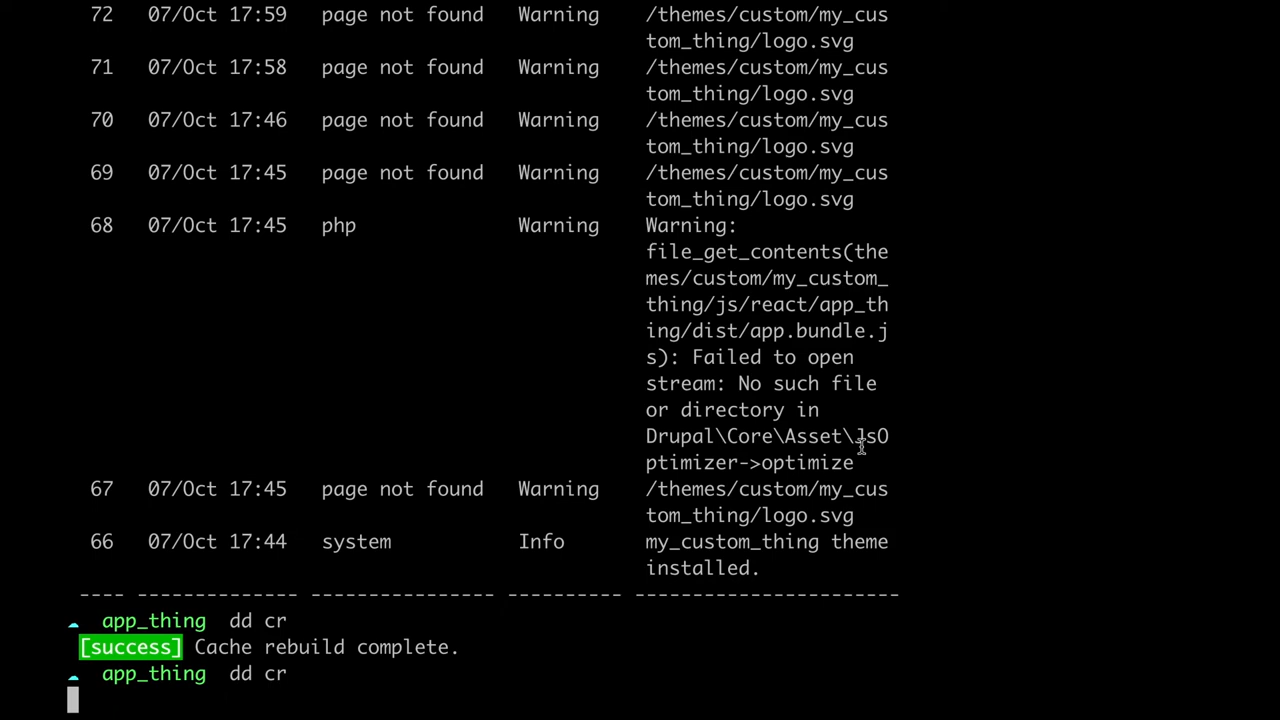 72   07/Oct 17:59   page not found   Warning   /themes/custom/my_cus
tom_thing/logo.svg
71   07/Oct 17:58   page not found   Warning   /themes/custom/my_cus
tom_thing/logo.svg
70   07/Oct 17:46   page not found   Warning   /themes/custom/my_cus
tom_thing/logo.svg
69   07/Oct 17:45   page not found   Warning   /themes/custom/my_cus
tom_thing/logo.svg
68   07/Oct 17:45   php   Warning   Warning:
file_get_contents(the
mes/custom/my_custom_
thing/js/react/app_th
ing/dist/app.bundle.j
s): Failed to open
stream: No such file
or directory in
Drupal\Core\Asset\JsO
ptimizer->optimize
67   07/Oct 17:45   page not found   Warning   /themes/custom/my_cus
tom_thing/logo.svg
66   07/Oct 17:44   system   Info   my_custom_thing theme
installed.
---- -------------- ---------------- ---------- -----------------------
☁ app_thing dd cr
[success] Cache rebuild complete.
☁ app_thing dd cr